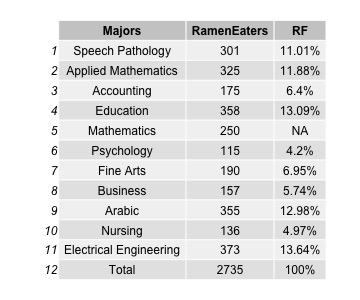 Majors RamenEaters RF
1 Speech Pathology 301 11.01%
2 Applied Mathematics 325 11.88%
3 Accounting 175 6.4%
4 Education 358 13.09%
5 Mathematics 250 NA
6 Psychology 115 4.2%
7 Fine Arts 190 6.95%
8 Business 157 5.74%
9 Arabic 355 12.98%
10 Nursing 136 4.97%
11 Electrical Engineering 373 13.64%
12 Total 2735 100%